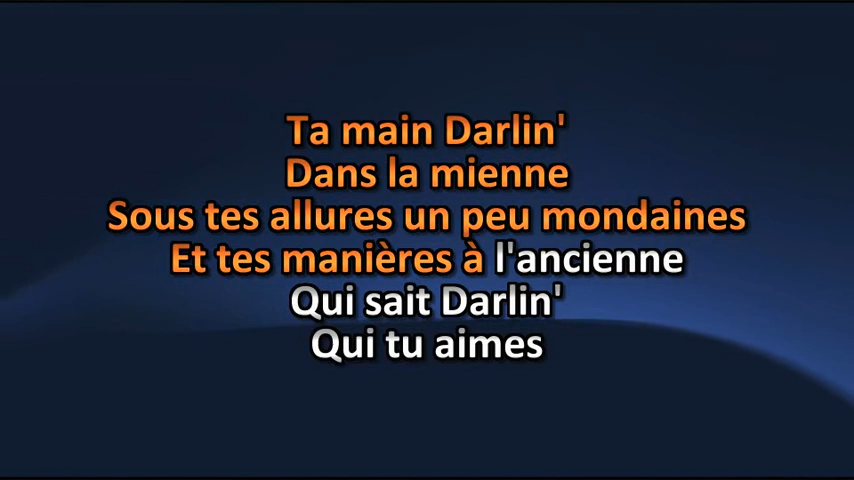 Ta main Darlin'
Dans la mienne
Sous tes allures un peu mondaines
Et tes manières à l'ancienne
Qui sait Darlin'
Qui tu aimes